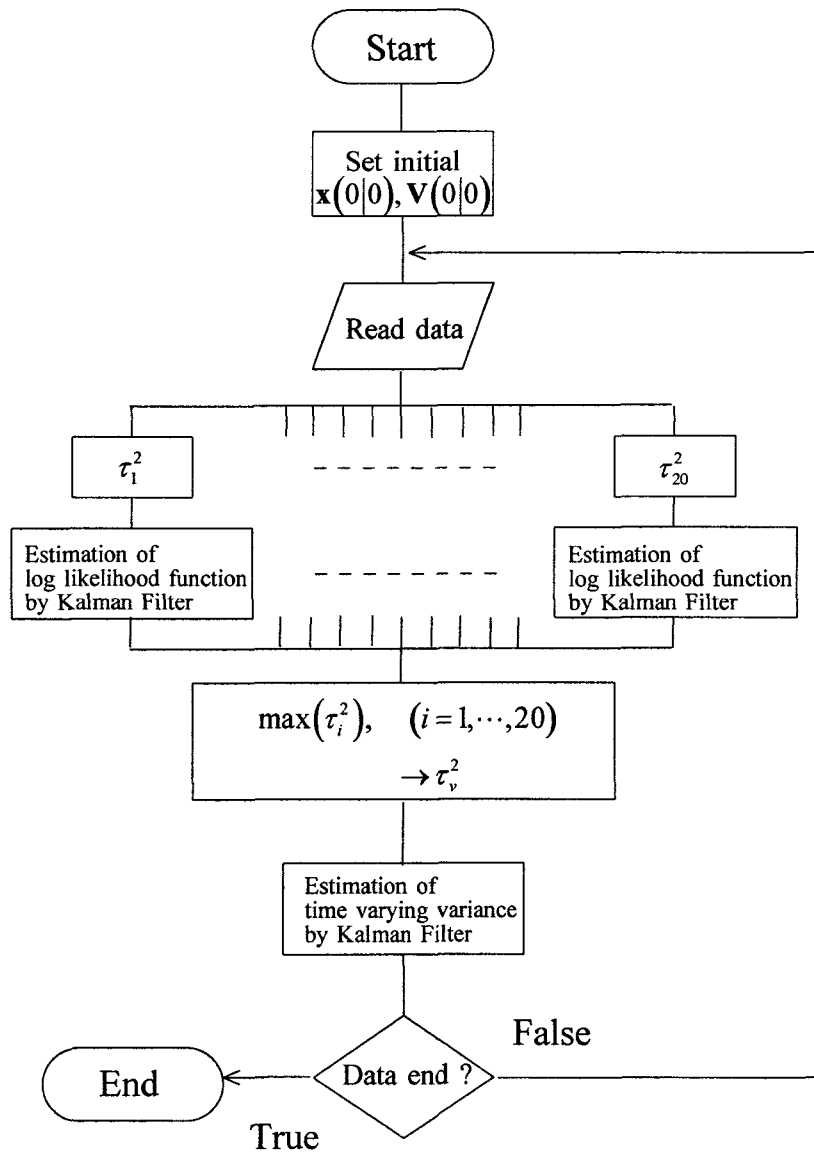 Start
Set initial
x(0|0), V(0|0)
Read data
τ₁²
τ₂₀²
Estimation of
log likelihood function
by Kalman Filter
Estimation of
log likelihood function
by Kalman Filter
max(τᵢ²), (i = 1,⋯,20)
→ τᵥ²
Estimation of
time varying variance
by Kalman Filter
False
Data end ?
End
True